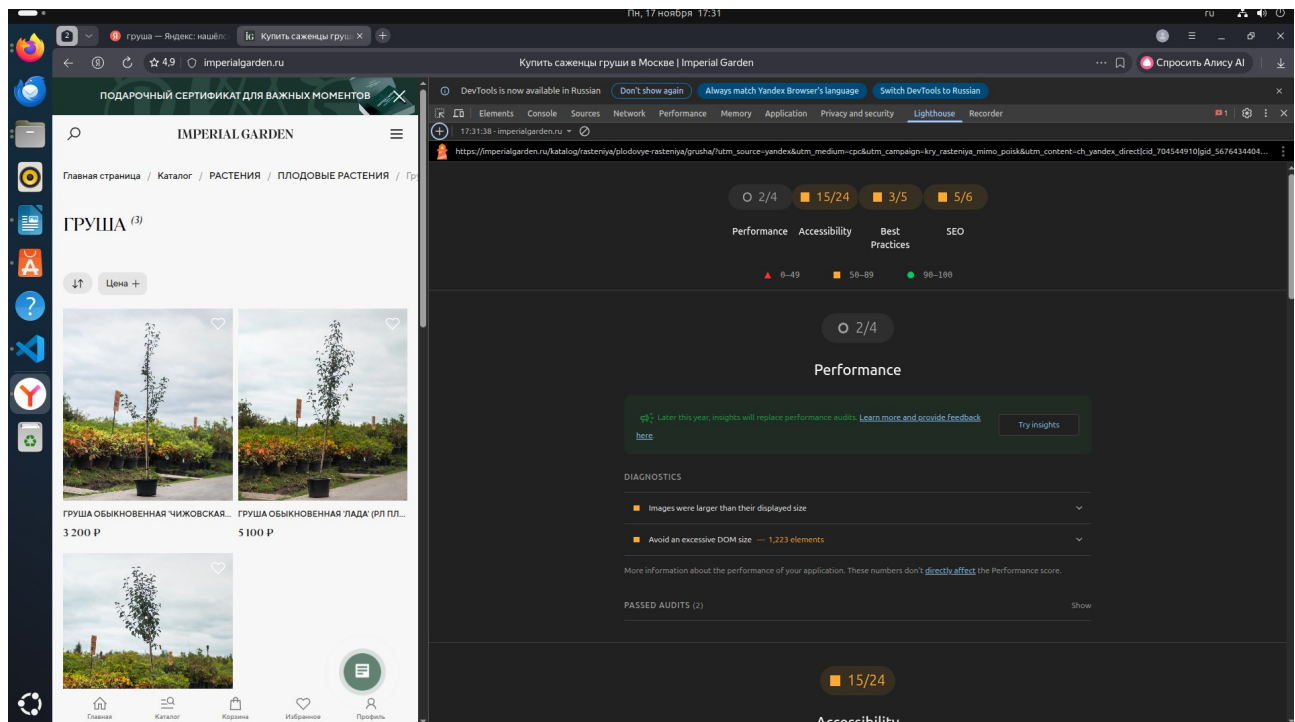 Пн, 17 ноября 17:31
ru
2
груша — Яндекс: нашёлс
Купить саженцы груш
4,9
imperialgarden.ru
Купить саженцы груши в Москве | Imperial Garden
Спросить Алису AI
ПОДАРОЧНЫЙ СЕРТИФИКАТ ДЛЯ ВАЖНЫХ МОМЕНТОВ
IMPERIAL GARDEN
Главная страница / Каталог / РАСТЕНИЯ / ПЛОДОВЫЕ РАСТЕНИЯ / Гр
ГРУША (3)
Цена +
ГРУША ОБЫКНОВЕННАЯ 'ЧИЖОВСКАЯ...
3 200 ₽
ГРУША ОБЫКНОВЕННАЯ 'ЛАДА' (РЛ ПЛ...
5 100 ₽
Главная
Каталог
Корзина
Избранное
Профиль
DevTools is now available in Russian
Don't show again
Always match Yandex Browser's language
Switch DevTools to Russian
Elements Console Sources Network Performance Memory Application Privacy and security Lighthouse Recorder
1
17:31:38 - imperialgarden.ru
https://imperialgarden.ru/katalog/rasteniya/plodovye-rasteniya/grusha/?utm_source=yandex&utm_medium=cpc&utm_campaign=kry_rasteniya_mimo_poisk&utm_content=ch_yandex_direct|cid_704544910|gid_5676434404...
2/4 15/24 3/5 5/6
Performance Accessibility Best Practices SEO
0–49 50–89 90–100
2/4
Performance
Later this year, insights will replace performance audits. Learn more and provide feedback
here.
Try insights
DIAGNOSTICS
Images were larger than their displayed size
Avoid an excessive DOM size — 1,223 elements
More information about the performance of your application. These numbers don't directly affect the Performance score.
PASSED AUDITS (2)
Show
15/24
Accessibility